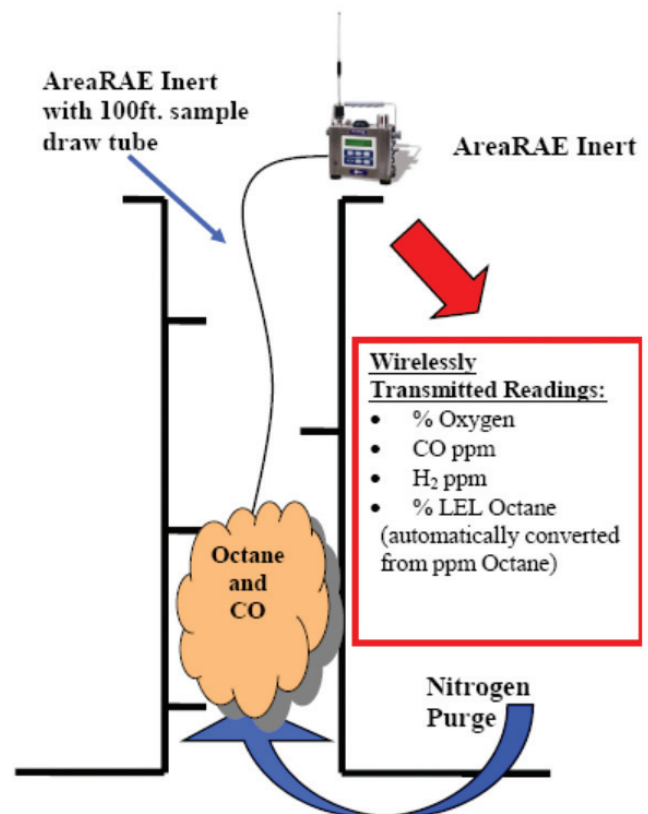 AreaRAE Inert
with 100ft. sample
draw tube
AreaRAE Inert
Wirelessly
Transmitted Readings:
• % Oxygen
• CO ppm
• H₂ ppm
• % LEL Octane
(automatically converted
from ppm Octane)
Octane
and
CO
Nitrogen
Purge